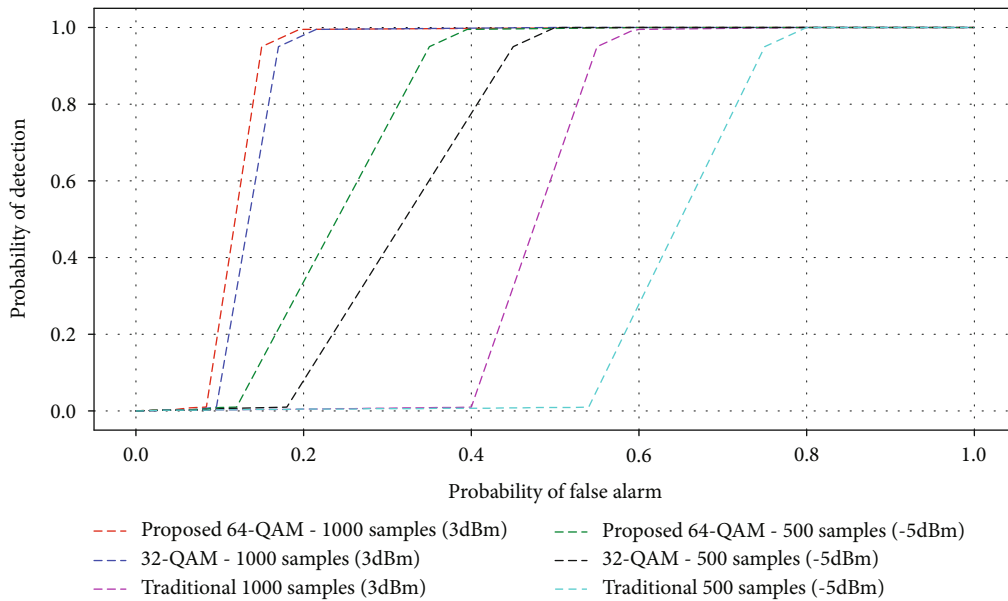 1.0
0.8
0.6
0.4
0.2
0.0
Probability of detection
0.0 0.2 0.4 0.6 0.8 1.0
Probability of false alarm
Proposed 64-QAM - 1000 samples (3dBm)
32-QAM - 1000 samples (3dBm)
Traditional 1000 samples (3dBm)
Proposed 64-QAM - 500 samples (-5dBm)
32-QAM - 500 samples (-5dBm)
Traditional 500 samples (-5dBm)